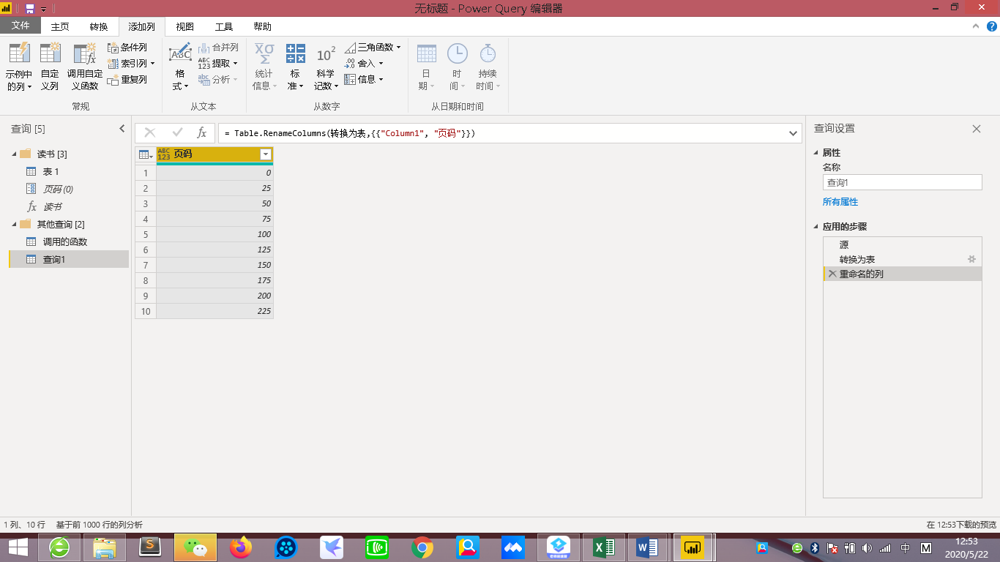 无标题 - Power Query 编辑器
文件 主页 转换 添加列 视图 工具 帮助
示例中的列 自定义列 调用自定义函数
条件列
索引列
重复列
常规
格式
ABC
合并列
ABC 123 提取
abc 分析
从文本
XΣ 统计信息
标准
10² 科学记数
三角函数
.00 舍入
信息
从数字
日期
时间
持续时间
从日期和时间
查询 [5]
读书 [3]
表 1
页码 (0)
fx 读书
其他查询 [2]
调用的函数
查询1
fx
= Table.RenameColumns(转换为表,{{"Column1", "页码"}})
ABC 123 页码
1 0
2 25
3 50
4 75
5 100
6 125
7 150
8 175
9 200
10 225
查询设置
属性
名称
查询1
所有属性
应用的步骤
源
转换为表
重命名的列
1 列、10 行 基于前 1000 行的列分析
在 12:53下载的预览
中 M
12:53
2020/5/22